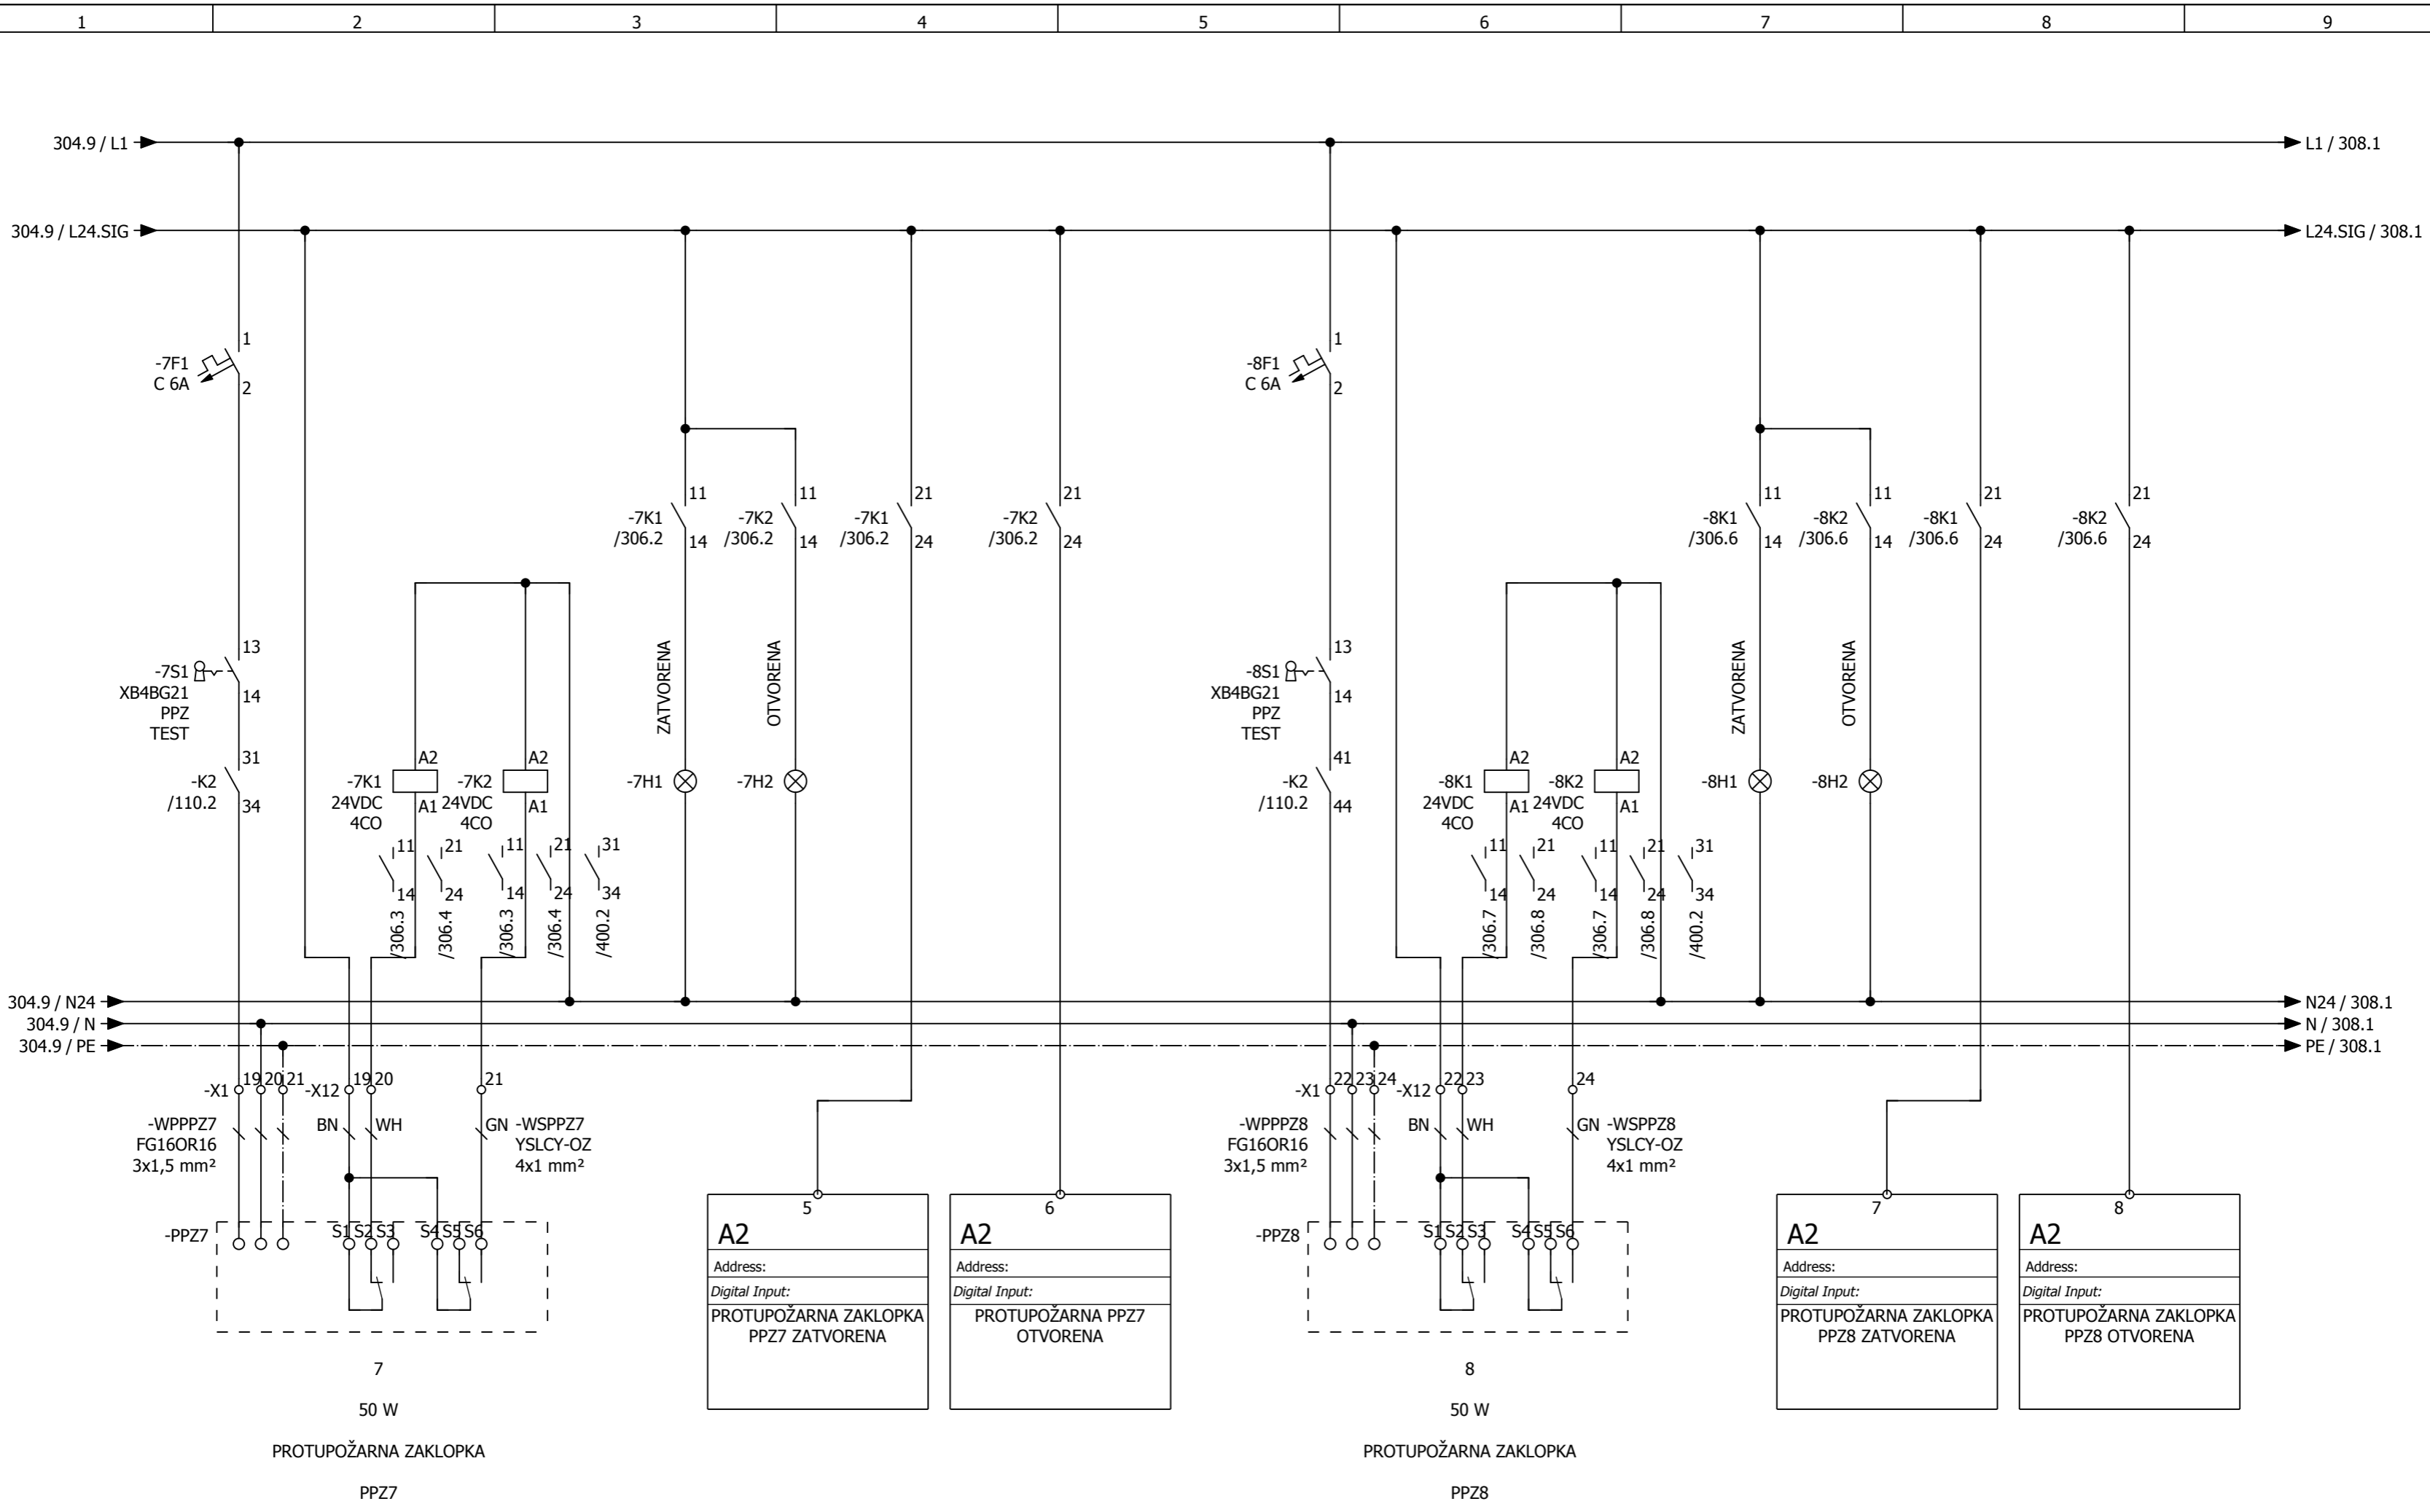 1 2 3 4 5 6 7 8 9
304.9 / L1
L1 / 308.1
304.9 / L24.SIG
L24.SIG / 308.1
1
-7F1
C 6A
2
1
-8F1
C 6A
2
11
-7K1
/306.2
14
11
-7K2
/306.2
14
21
-7K1
/306.2
24
21
-7K2
/306.2
24
11
-8K1
/306.6
14
11
-8K2
/306.6
14
21
-8K1
/306.6
24
21
-8K2
/306.6
24
13
-7S1
XB4BG21
14
PPZ
TEST
31
-K2
/110.2
34
A2
-7K1
24VDC
A1
4CO
A2
-7K2
24VDC
A1
4CO
11
14
/306.3
21
24
/306.4
11
14
/306.3
21
24
/306.4
31
34
/400.2
ZATVORENA
-7H1
OTVORENA
-7H2
13
-8S1
XB4BG21
14
PPZ
TEST
41
-K2
/110.2
44
A2
-8K1
24VDC
A1
4CO
A2
-8K2
24VDC
A1
4CO
11
14
/306.7
21
24
/306.8
11
14
/306.7
21
24
/306.8
31
34
/400.2
ZATVORENA
-8H1
OTVORENA
-8H2
304.9 / N24
N24 / 308.1
304.9 / N
N / 308.1
304.9 / PE
PE / 308.1
-X1 19 20 21
-X12 19 20 21
-WPPPZ7
FG16OR16
3x1,5 mm²
BN WH GN
-WSPPZ7
YSLCY-OZ
4x1 mm²
-PPZ7
S1 S2 S3 S4 S5 S6
7
50 W
PROTUPOŽARNA ZAKLOPKA
PPZ7
5
A2
Address:
Digital Input:
PROTUPOŽARNA ZAKLOPKA
PPZ7 ZATVORENA
6
A2
Address:
Digital Input:
PROTUPOŽARNA PPZ7
OTVORENA
-X1 22 23 24
-X12 22 23 24
-WPPPZ8
FG16OR16
3x1,5 mm²
BN WH GN
-WSPPZ8
YSLCY-OZ
4x1 mm²
-PPZ8
S1 S2 S3 S4 S5 S6
8
50 W
PROTUPOŽARNA ZAKLOPKA
PPZ8
7
A2
Address:
Digital Input:
PROTUPOŽARNA ZAKLOPKA
PPZ8 ZATVORENA
8
A2
Address:
Digital Input:
PROTUPOŽARNA ZAKLOPKA
PPZ8 OTVORENA